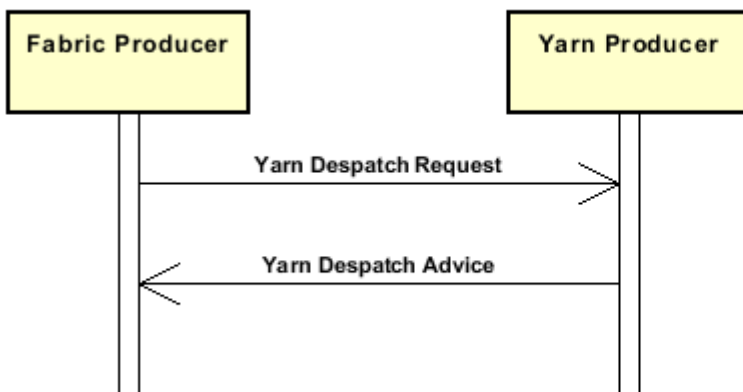 Fabric Producer
Yarn Producer
Yarn Despatch Request
Yarn Despatch Advice